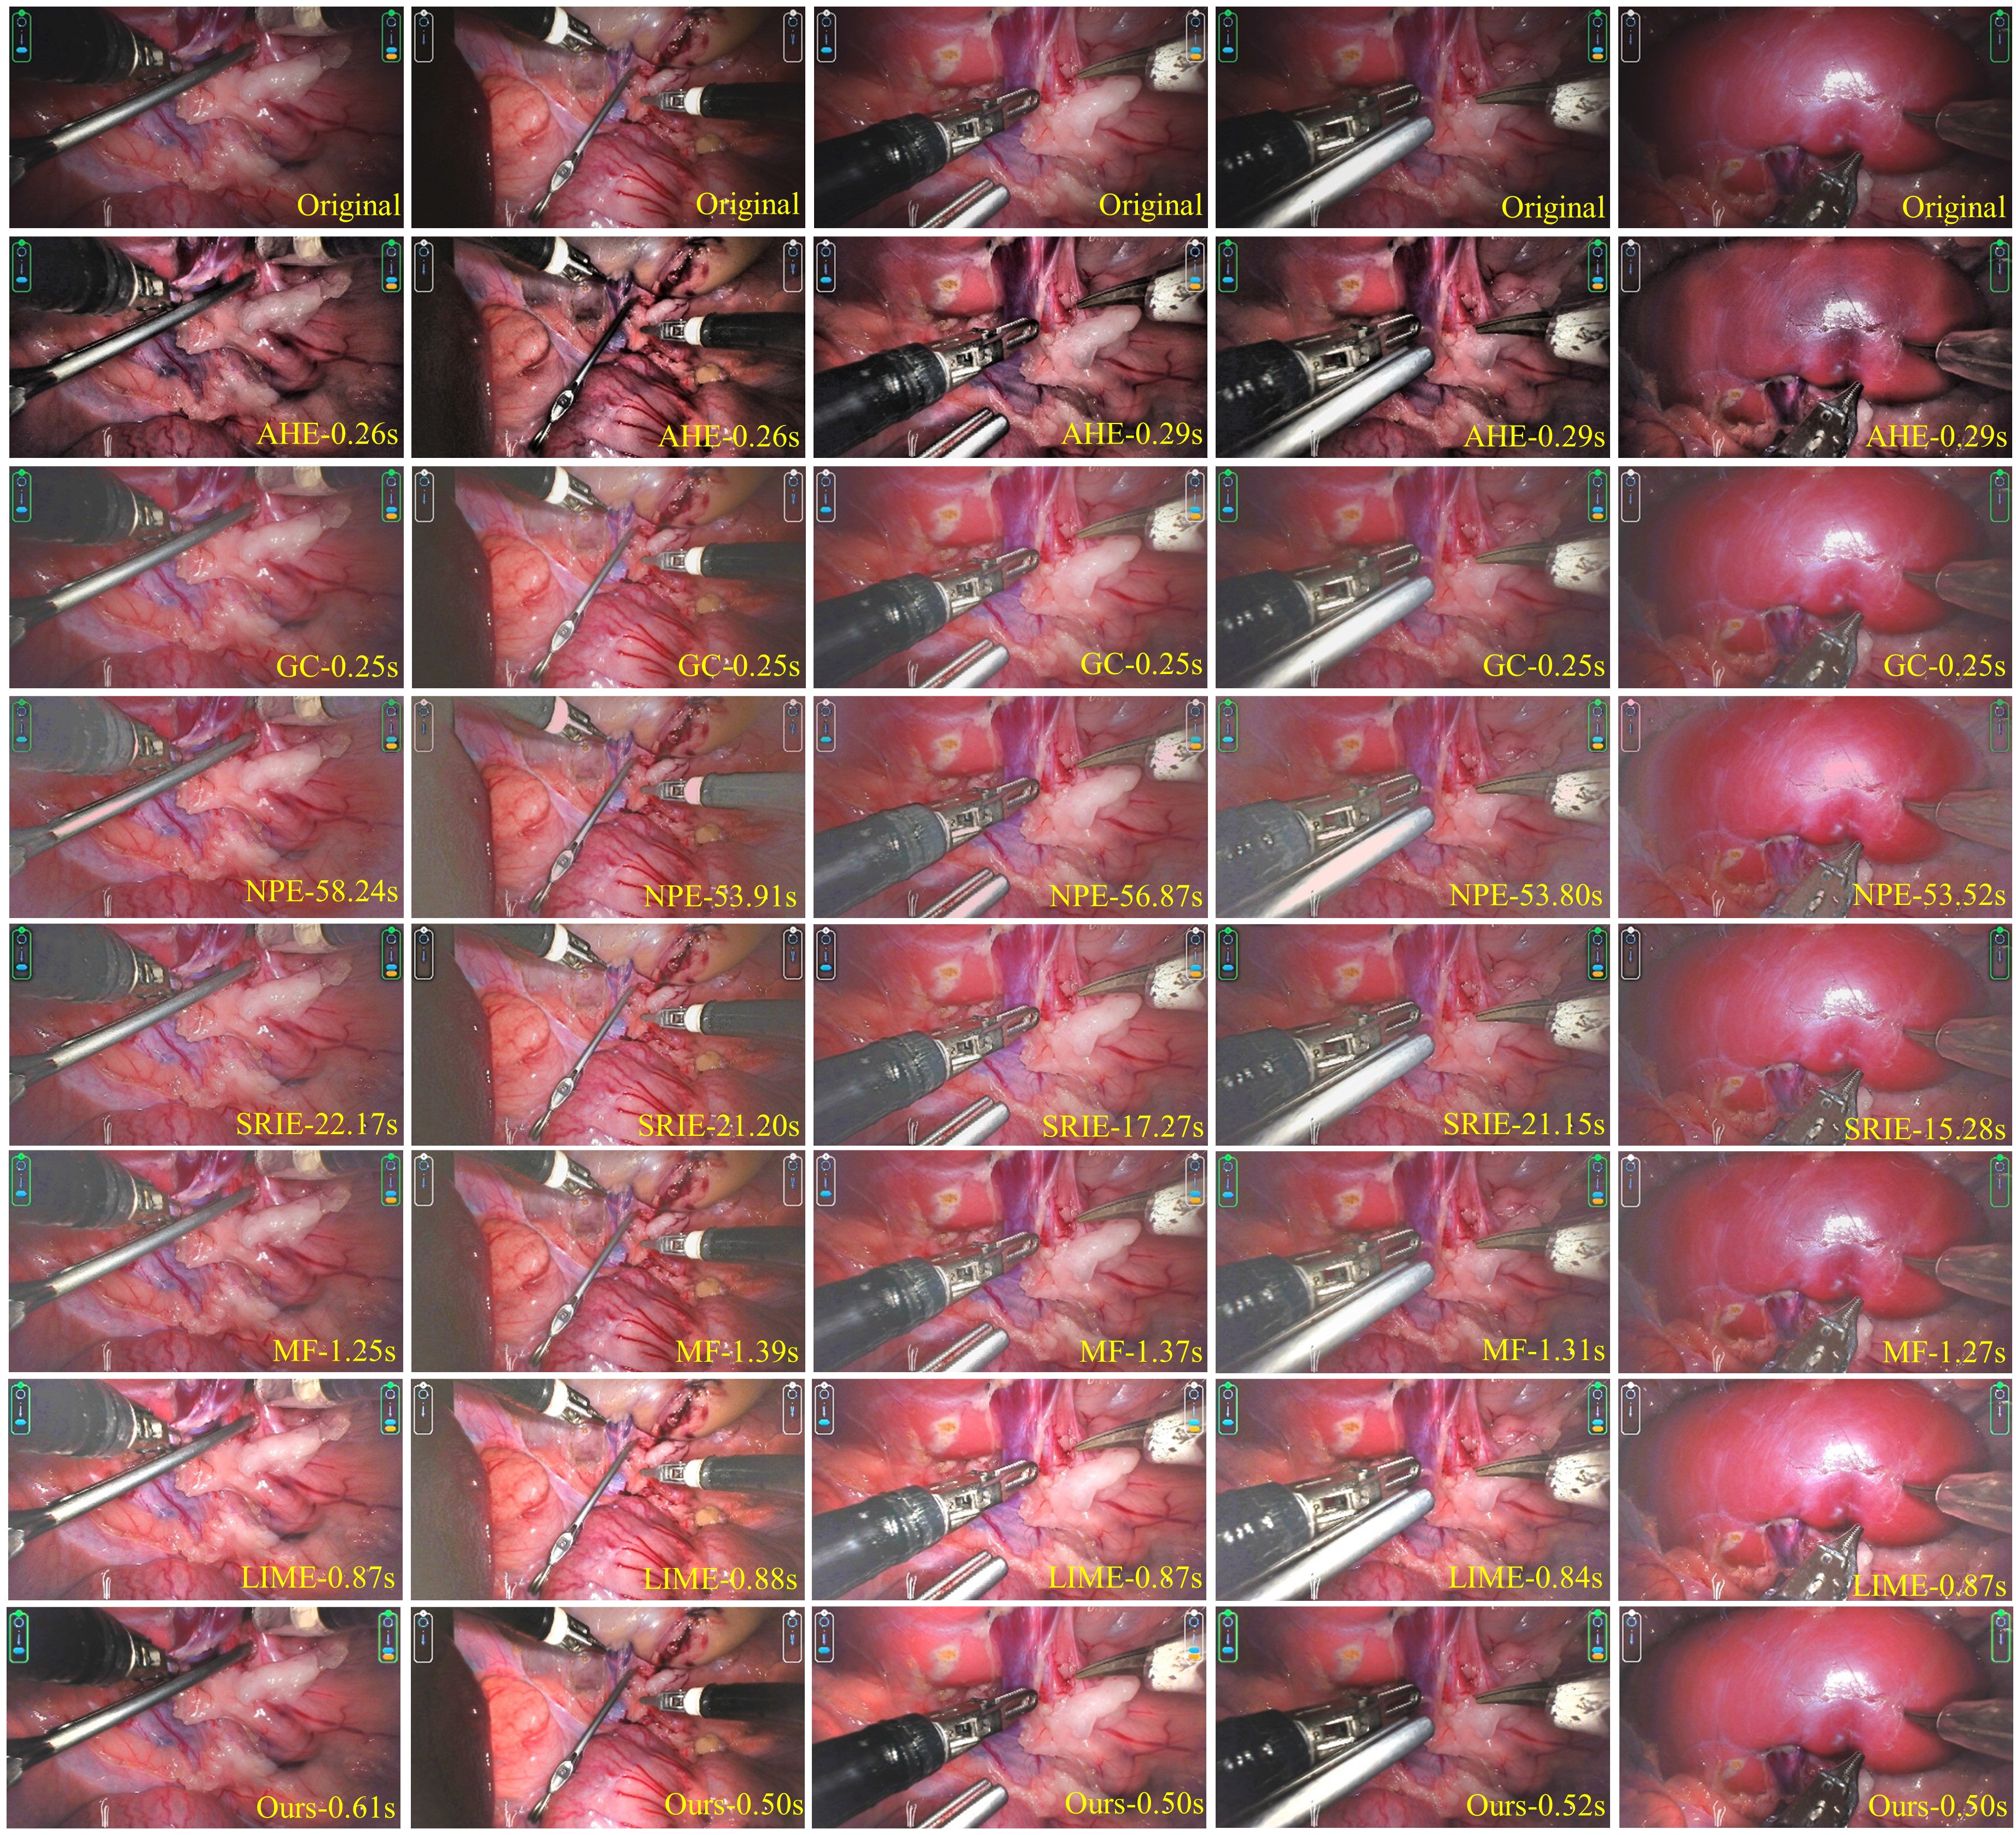 Original
Original
Original
Original
Original
AHE-0.26s
AHE-0.26s
AHE-0.29s
AHE-0.29s
AHE-0.29s
GC-0.25s
GC-0.25s
GC-0.25s
GC-0.25s
GC-0.25s
NPE-58.24s
NPE-53.91s
NPE-56.87s
NPE-53.80s
NPE-53.52s
SRIE-22.17s
SRIE-21.20s
SRIE-17.27s
SRIE-21.15s
SRIE-15.28s
MF-1.25s
MF-1.39s
MF-1.37s
MF-1.31s
MF-1.27s
LIME-0.87s
LIME-0.88s
LIME-0.87s
LIME-0.84s
LIME-0.87s
Ours-0.61s
Ours-0.50s
Ours-0.50s
Ours-0.52s
Ours-0.50s